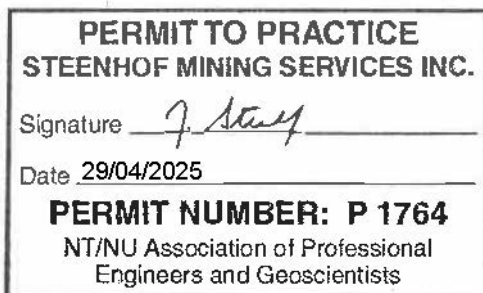 PERMIT TO PRACTICE
STEENHOF MINING SERVICES INC.
Signature
Date 29/04/2025
PERMIT NUMBER: P 1764
NT/NU Association of Professional
Engineers and Geoscientists